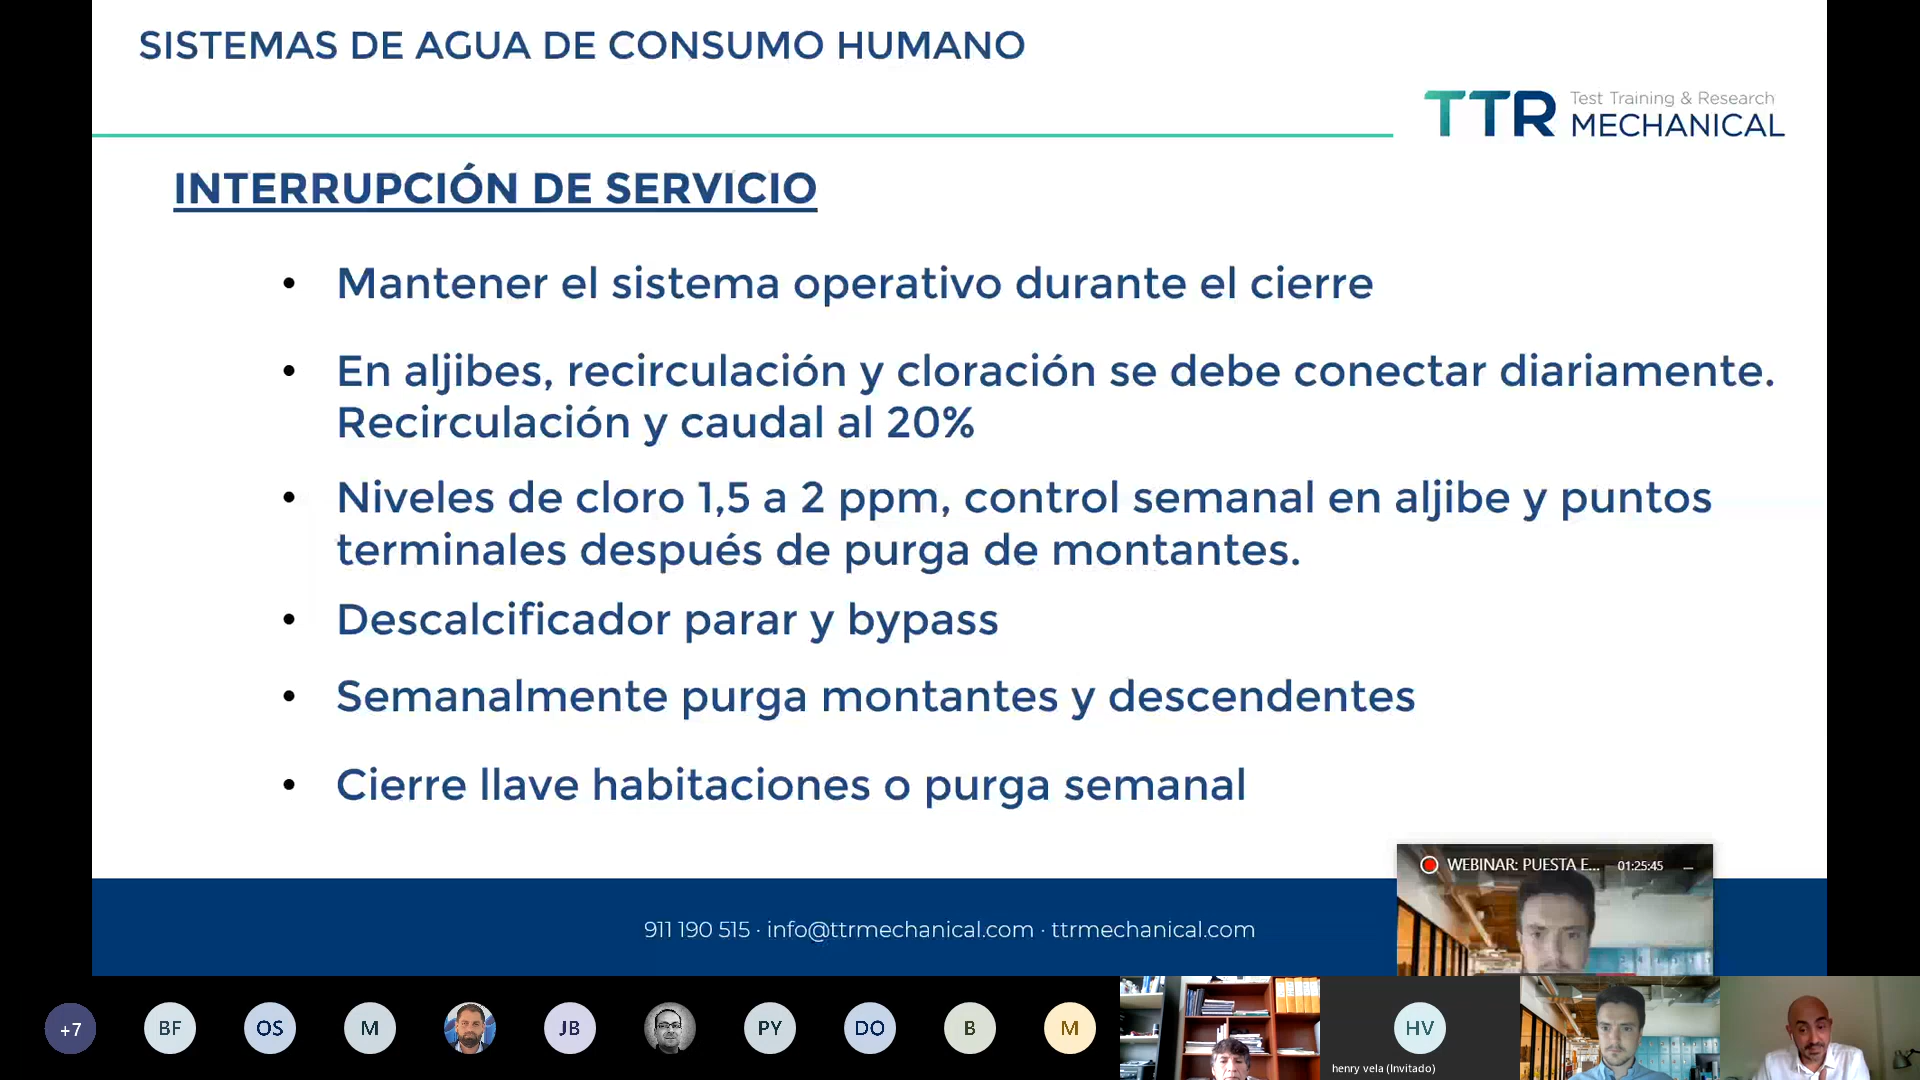 SISTEMAS DE AGUA DE CONSUMO HUMANO
TTR Test Training & Research
MECHANICAL
INTERRUPCIÓN DE SERVICIO
• Mantener el sistema operativo durante el cierre
• En aljibes, recirculación y cloración se debe conectar diariamente.
Recirculación y caudal al 20%
• Niveles de cloro 1,5 a 2 ppm, control semanal en aljibe y puntos
terminales después de purga de montantes.
• Descalcificador parar y bypass
• Semanalmente purga montantes y descendentes
• Cierre llave habitaciones o purga semanal
WEBINAR: PUESTA E... 01:25:45
911 190 515 · info@ttrmechanical.com · ttrmechanical.com
+7 BF OS M JB PY DO B M HV
henry vela (Invitado)